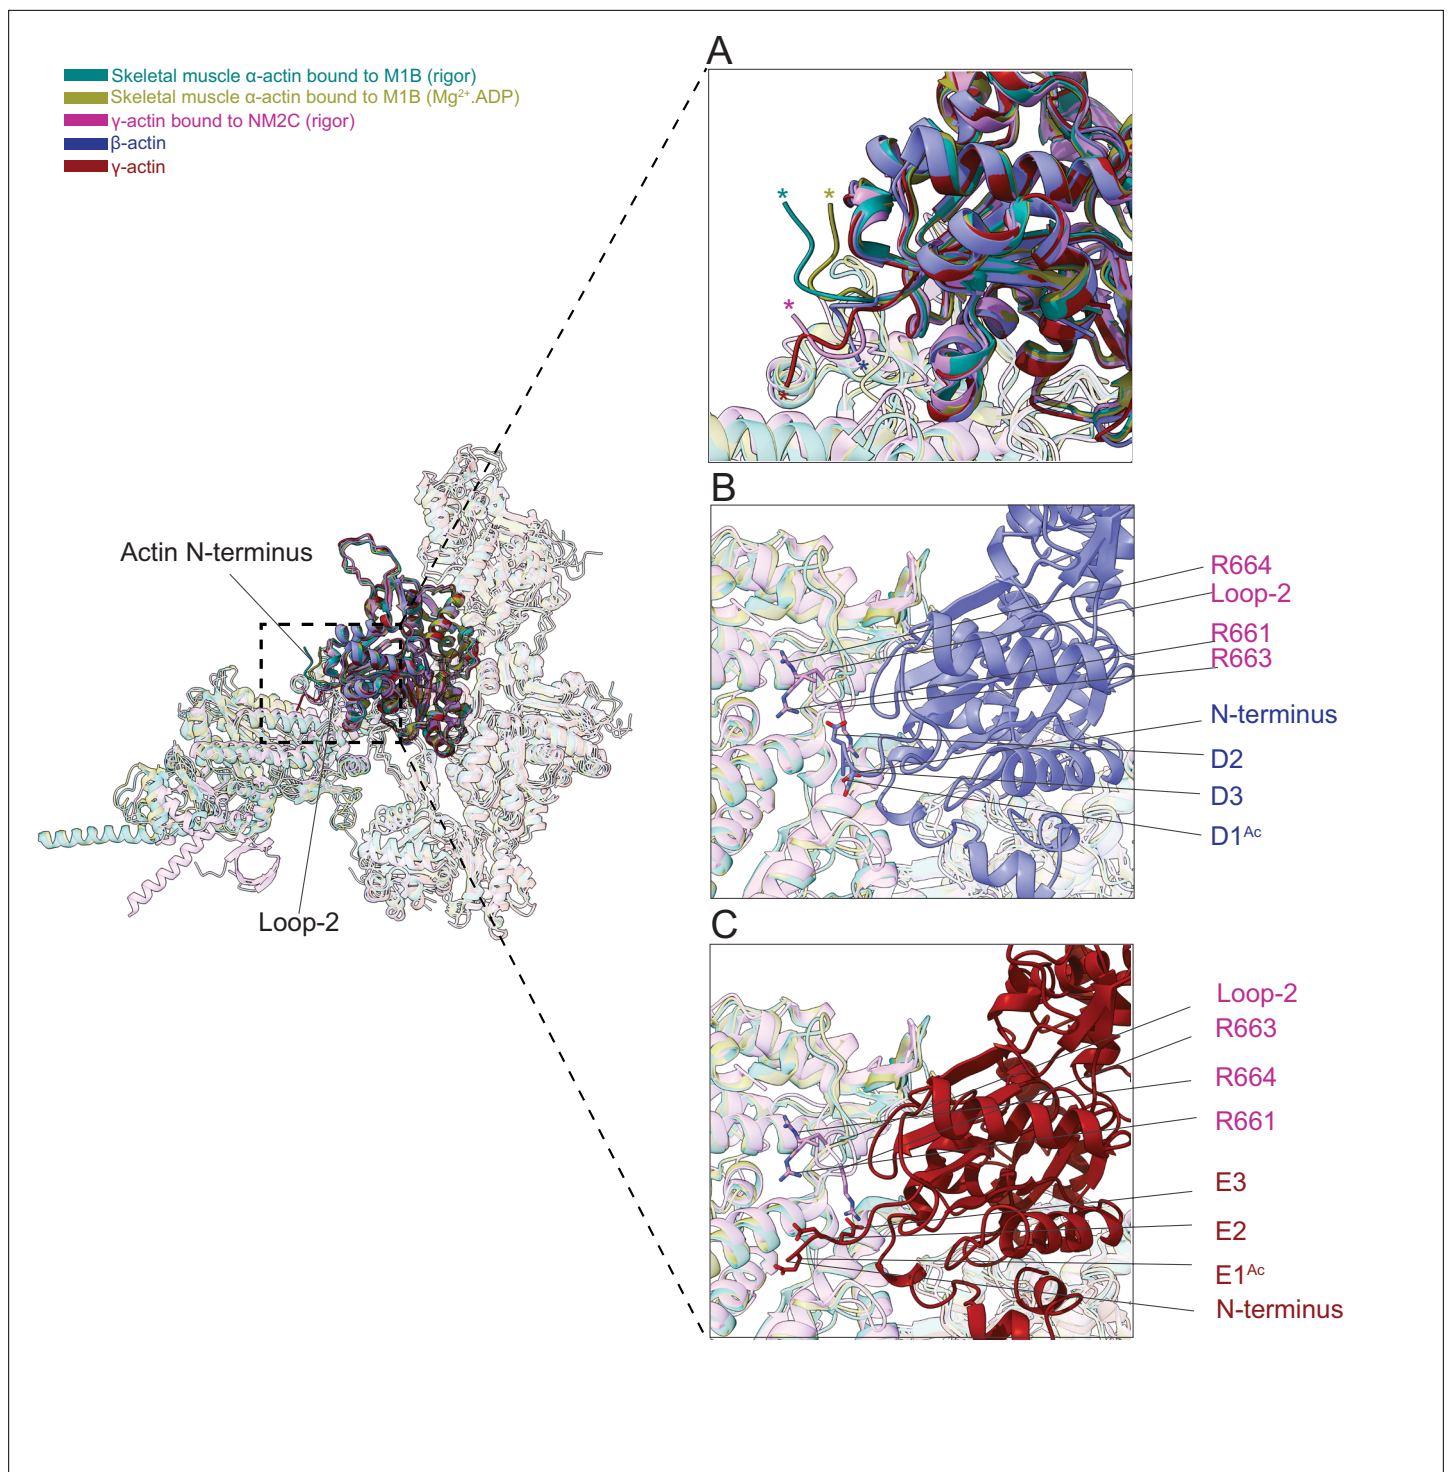 Skeletal muscle α-actin bound to M1B (rigor)
Skeletal muscle α-actin bound to M1B (Mg²⁺.ADP)
γ-actin bound to NM2C (rigor)
β-actin
γ-actin
Actin N-terminus
Loop-2
A
*
*
*
*
*
B
R664
Loop-2
R661
R663
N-terminus
D2
D3
D1ᴬᶜ
C
Loop-2
R663
R664
R661
E3
E2
E1ᴬᶜ
N-terminus